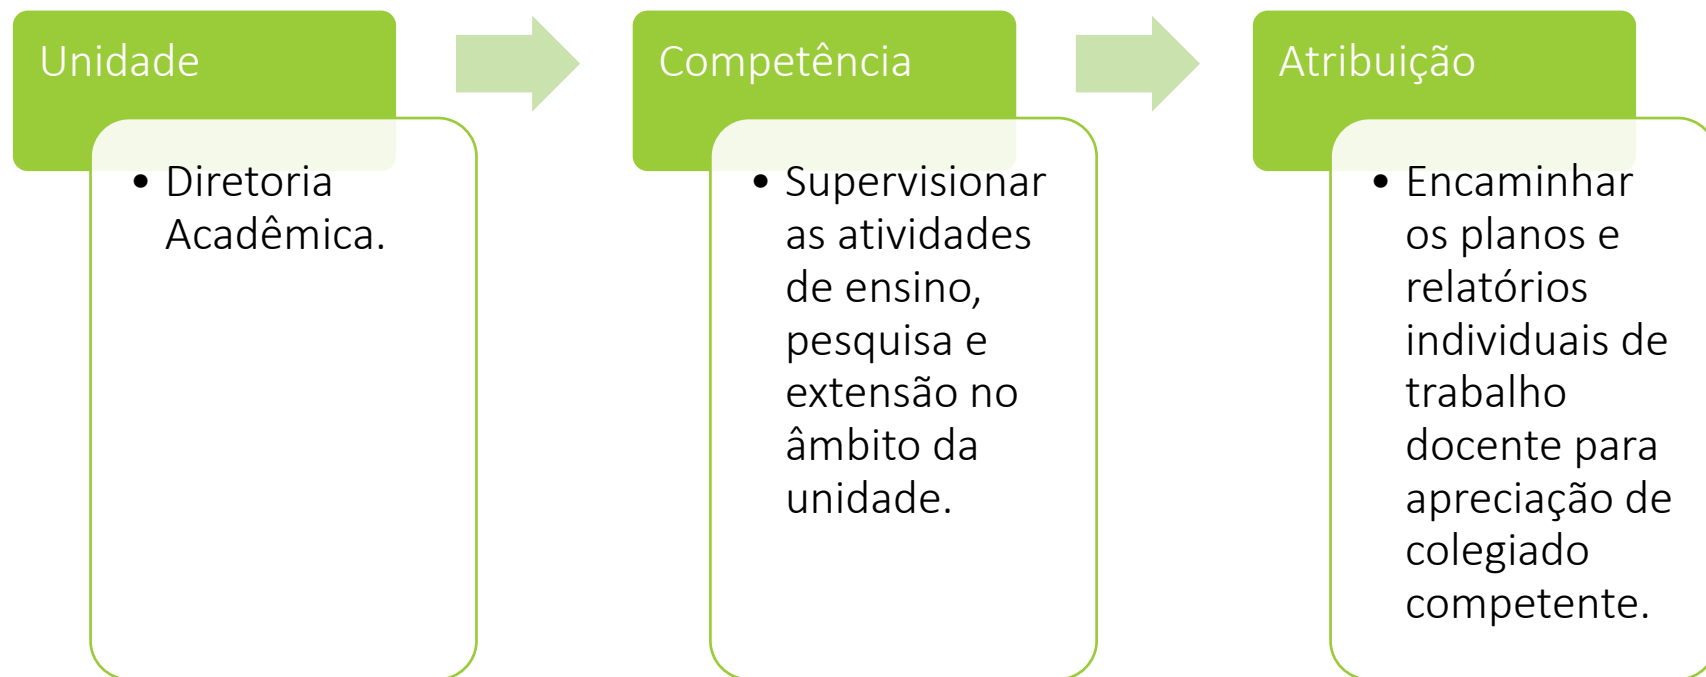 Unidade
• Diretoria
Acadêmica.
Competência
• Supervisionar
as atividades
de ensino,
pesquisa e
extensão no
âmbito da
unidade.
Atribuição
• Encaminhar
os planos e
relatórios
individuais de
trabalho
docente para
apreciação de
colegiado
competente.